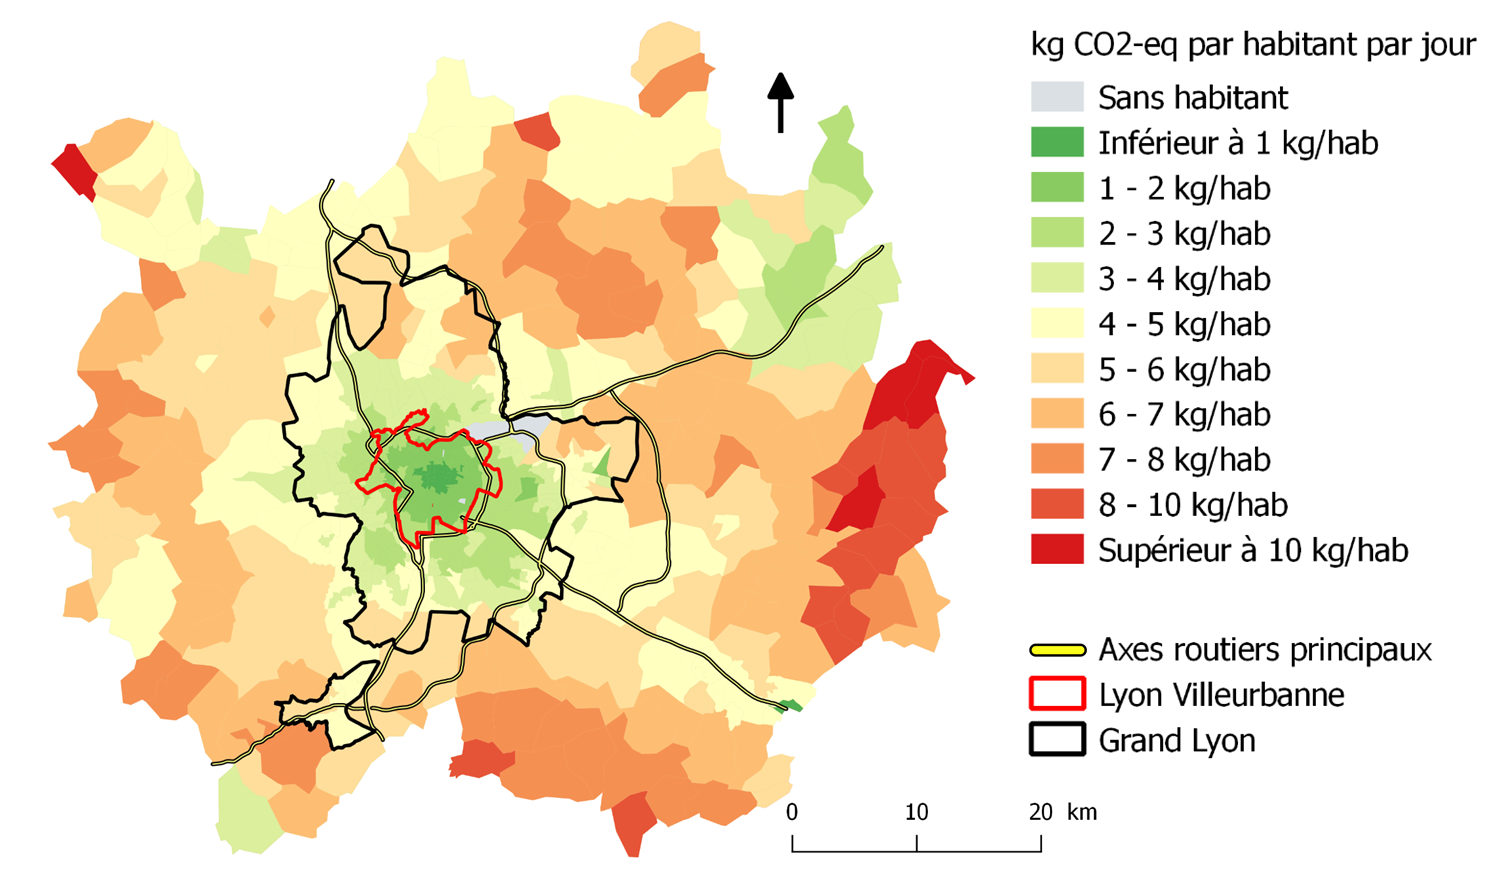 kg CO2-eq par habitant par jour
Sans habitant
Inférieur à 1 kg/hab
1 - 2 kg/hab
2 - 3 kg/hab
3 - 4 kg/hab
4 - 5 kg/hab
5 - 6 kg/hab
6 - 7 kg/hab
7 - 8 kg/hab
8 - 10 kg/hab
Supérieur à 10 kg/hab
Axes routiers principaux
Lyon Villeurbanne
Grand Lyon
0 10 20 km